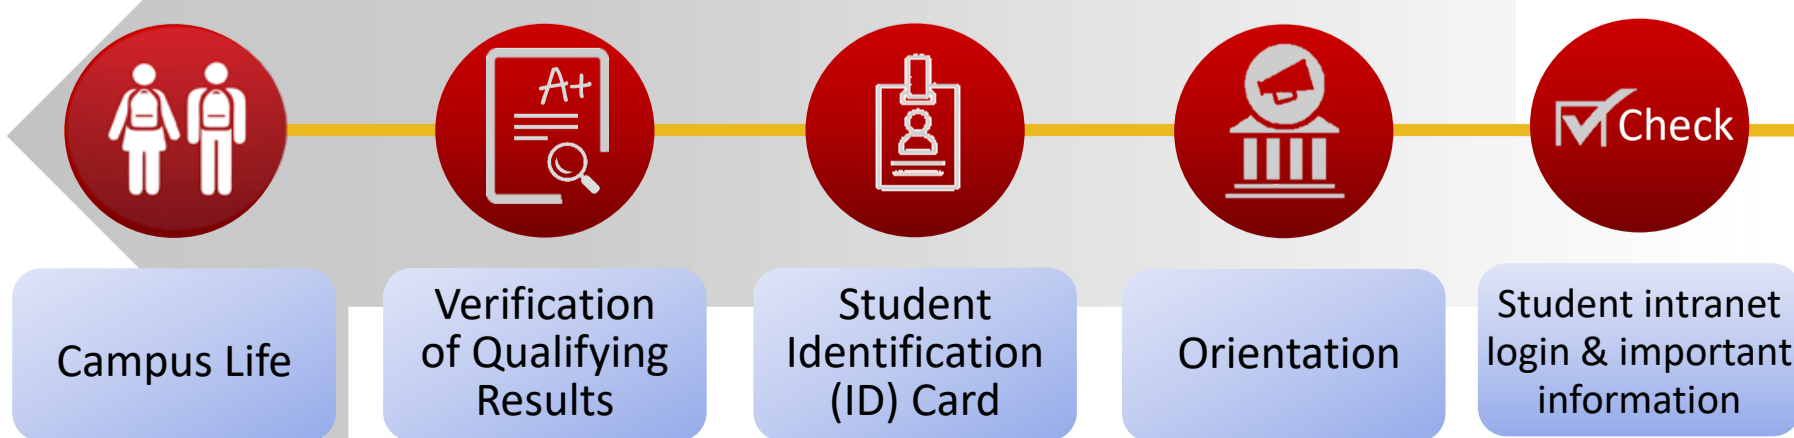 A+
Check
Campus Life
Verification
of Qualifying
Results
Student
Identification
(ID) Card
Orientation
Student intranet
login & important
information